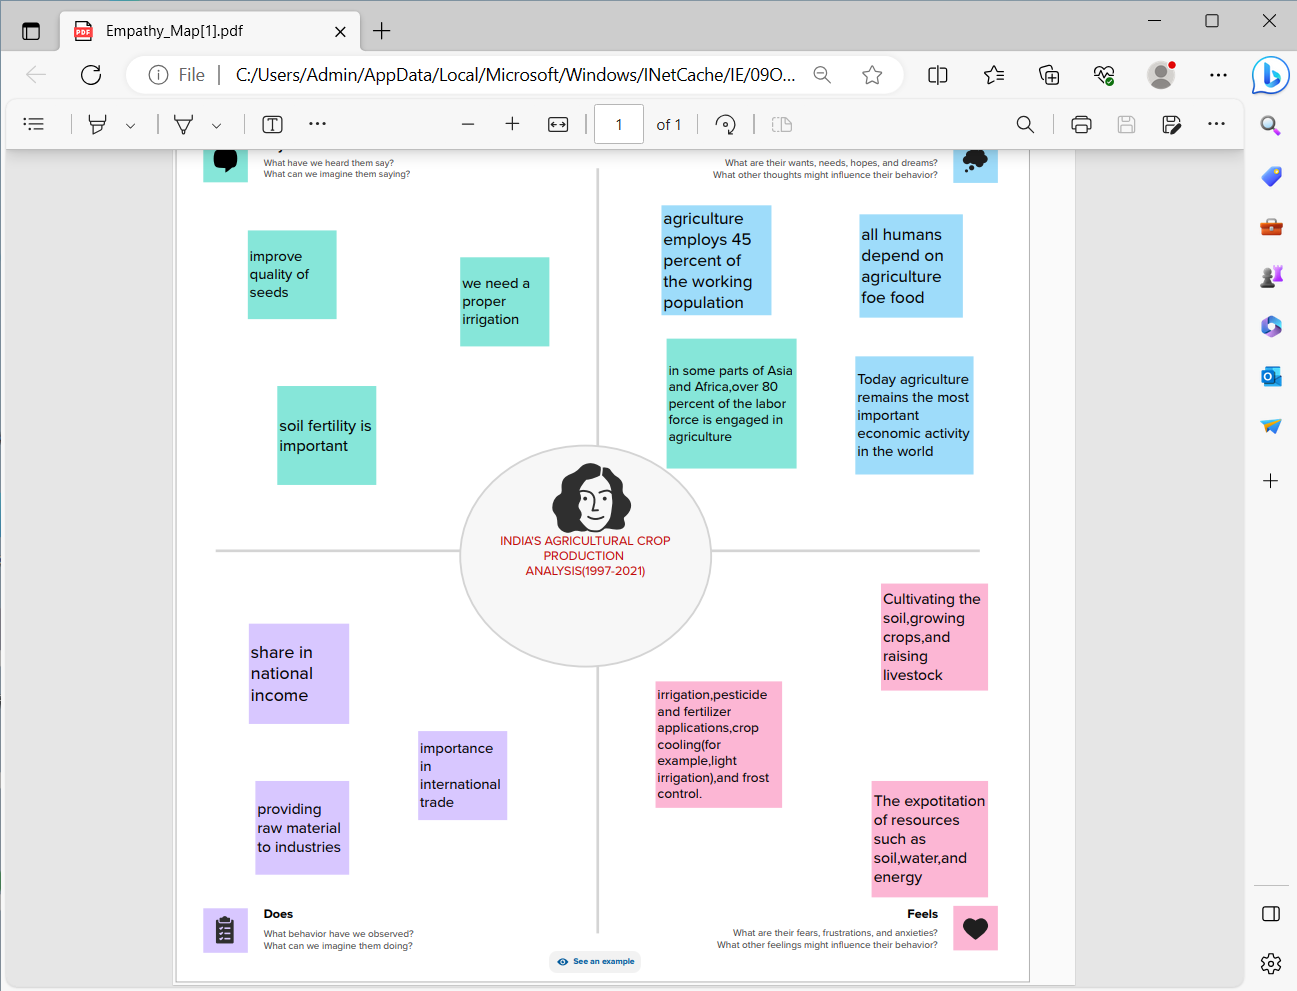 Empathy_Map[1].pdf
File
C:/Users/Admin/AppData/Local/Microsoft/Windows/INetCache/IE/09O...
1 of 1
What have we heard them say?
What can we imagine them saying?
What are their wants, needs, hopes, and dreams?
What other thoughts might influence their behavior?
improve
quality of
seeds
we need a
proper
irrigation
soil fertility is
important
agriculture
employs 45
percent of
the working
population
all humans
depend on
agriculture
foe food
in some parts of Asia
and Africa,over 80
percent of the labor
force is engaged in
agriculture
Today agriculture
remains the most
important
economic activity
in the world
INDIA'S AGRICULTURAL CROP
PRODUCTION
ANALYSIS(1997-2021)
share in
national
income
importance
in
international
trade
providing
raw material
to industries
Cultivating the
soil,growing
crops,and
raising
livestock
irrigation,pesticide
and fertilizer
applications,crop
cooling(for
example,light
irrigation),and frost
control.
The expotitation
of resources
such as
soil,water,and
energy
Does
What behavior have we observed?
What can we imagine them doing?
Feels
What are their fears, frustrations, and anxieties?
What other feelings might influence their behavior?
See an example